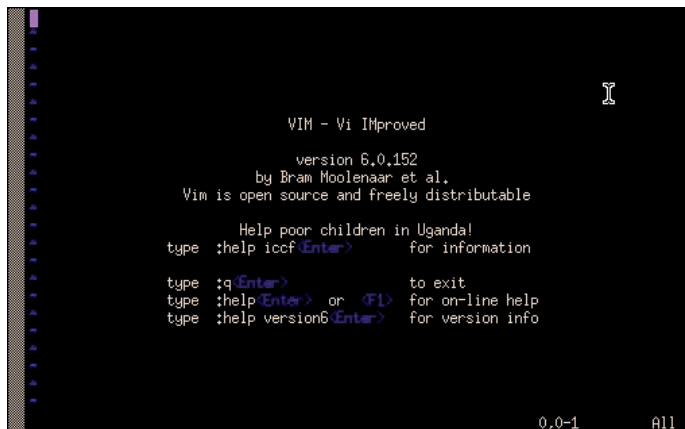 ~
~
~
~
~
~
VIM - Vi IMproved
~
~
version 6.0.152
~
by Bram Moolenaar et al.
~
Vim is open source and freely distributable
~
~
Help poor children in Uganda!
~
type :help iccf<Enter> for information
~
~
type :q<Enter> to exit
~
type :help<Enter> or <F1> for on-line help
~
type :help version6<Enter> for version info
~
~
~
~
~
~
0,0-1 All